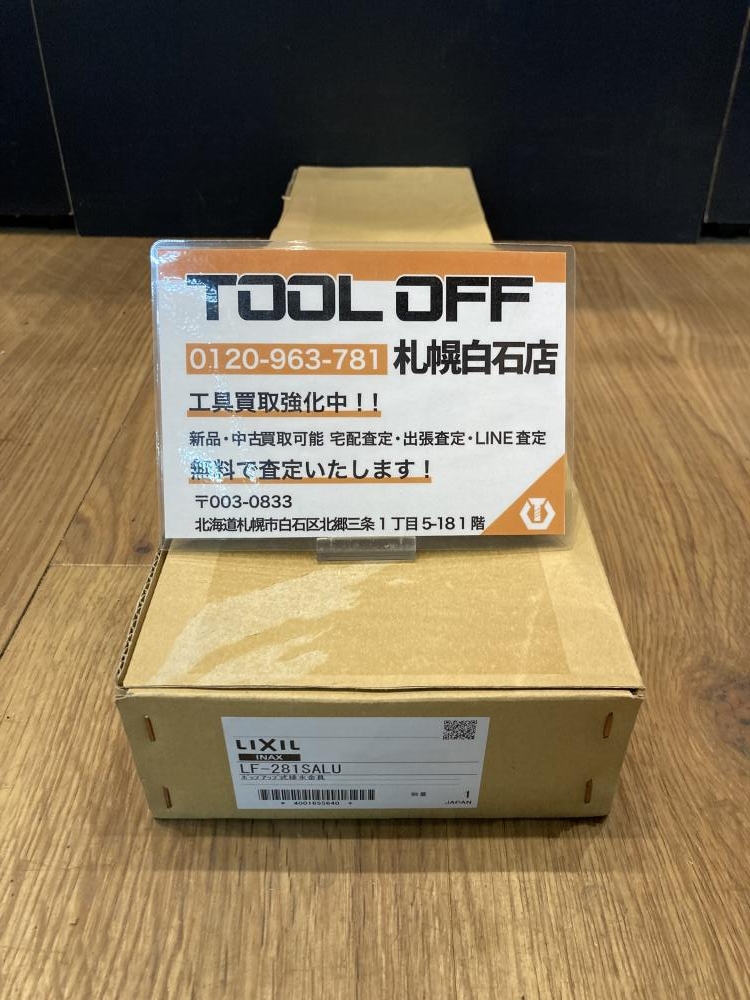 TOOL OFF
0120-963-781 札幌白石店
工具買取強化中！！
新品・中古買取可能 宅配査定・出張査定・LINE査定
無料で査定いたします！
〒003-0833
北海道札幌市白石区北郷三条1丁目5-18 1階
LIXIL
INAX
LF-281SALU
ポップアップ式排水金具
* 4001655640 *
数量 1
JAPAN